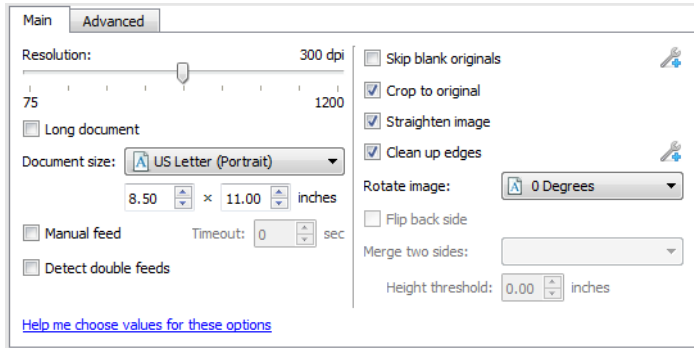 Main
Advanced
Resolution: 300 dpi
75 1200
Long document
Document size: A US Letter (Portrait)
8.50 × 11.00 inches
Manual feed Timeout: 0 sec
Detect double feeds
Help me choose values for these options
Skip blank originals
Crop to original
Straighten image
Clean up edges
Rotate image: A 0 Degrees
Flip back side
Merge two sides:
Height threshold: 0.00 inches